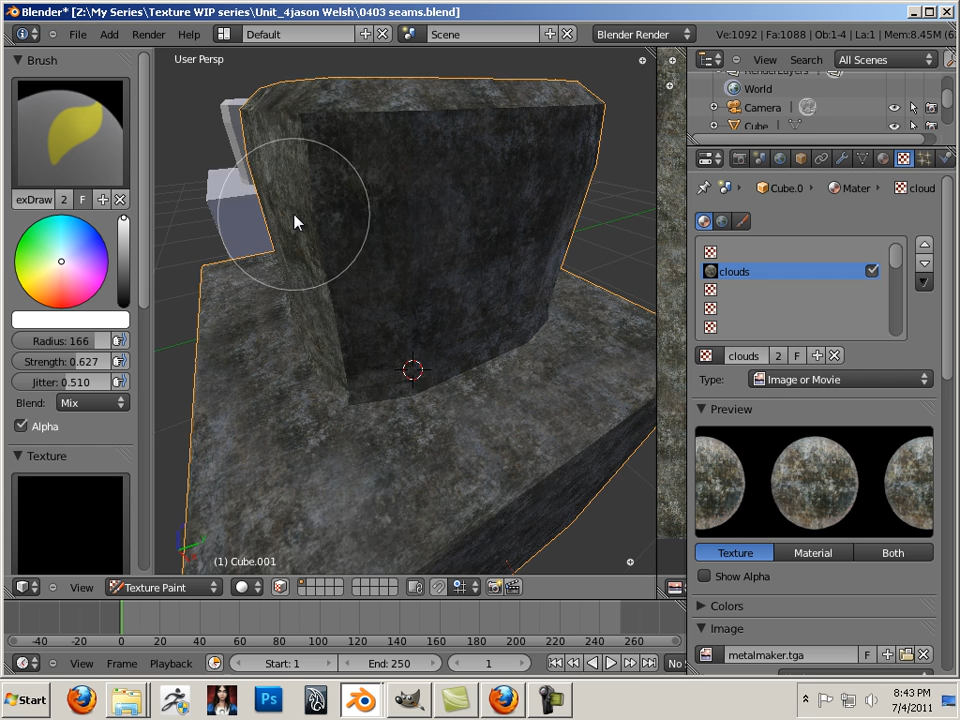 Blender* [Z:\My Series\Texture WIP series\Unit_4jason Welsh\0403 seams.blend]
File Add Render Help Default Scene Blender Render Ve:1092 | Fa:1088 | Ob:1-4 | La:1 | Mem:8.45M
Brush
User Persp
View Search All Scenes
World
Camera
Cube
exDraw 2 F
Cube.0 Mater cloud
clouds
Radius: 166
Strength: 0.627
Jitter: 0.510
Blend: Mix
Alpha
Texture
clouds 2 F
Type: Image or Movie
Preview
Texture Material Both
Show Alpha
Colors
Image
metalmaker.tga F
(1) Cube.001
View Texture Paint
-40 -20 0 20 40 60 80 100 120 140 160 180 200 220 240 260
View Frame Playback Start: 1 End: 250 1 No
Start Ps 8:43 PM
7/4/2011